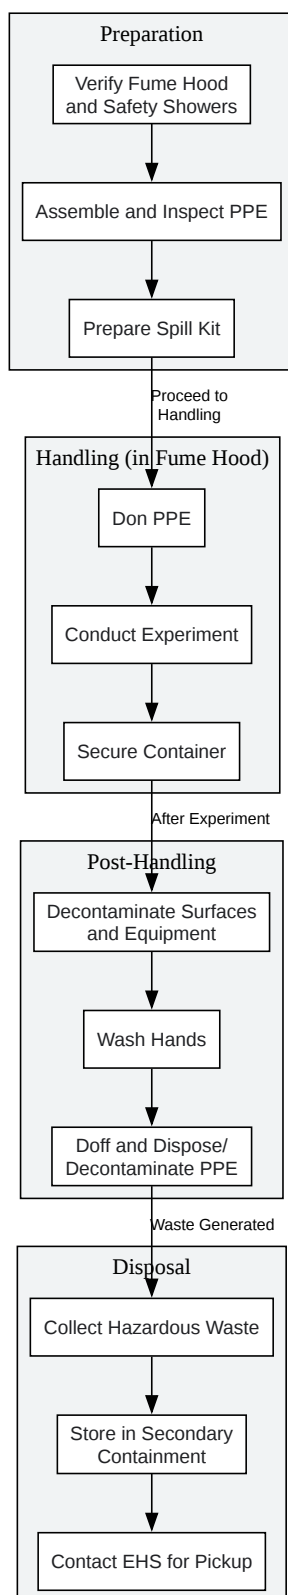 Preparation
Verify Fume Hood
and Safety Showers
Assemble and Inspect PPE
Prepare Spill Kit
Proceed to
Handling
Handling (in Fume Hood)
Don PPE
Conduct Experiment
Secure Container
After Experiment
Post-Handling
Decontaminate Surfaces
and Equipment
Wash Hands
Doff and Dispose/
Decontaminate PPE
Waste Generated
Disposal
Collect Hazardous Waste
Store in Secondary
Containment
Contact EHS for Pickup